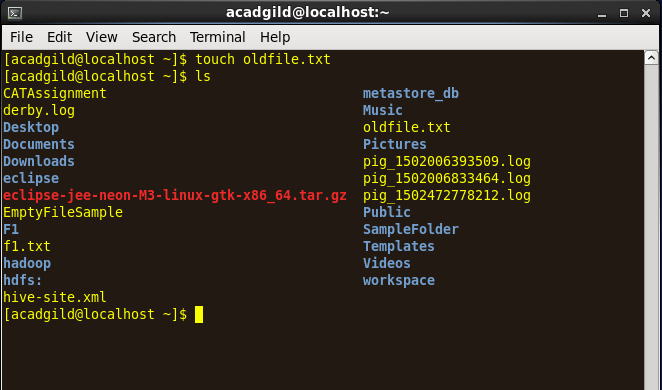 acadgild@localhost:~
File Edit View Search Terminal Help
[acadgild@localhost ~]$ touch oldfile.txt
[acadgild@localhost ~]$ ls
CATAssignment metastore_db
derby.log Music
Desktop oldfile.txt
Documents Pictures
Downloads pig_1502006393509.log
eclipse pig_1502006833464.log
eclipse-jee-neon-M3-linux-gtk-x86_64.tar.gz pig_1502472778212.log
EmptyFileSample Public
F1 SampleFolder
f1.txt Templates
hadoop Videos
hdfs: workspace
hive-site.xml
[acadgild@localhost ~]$